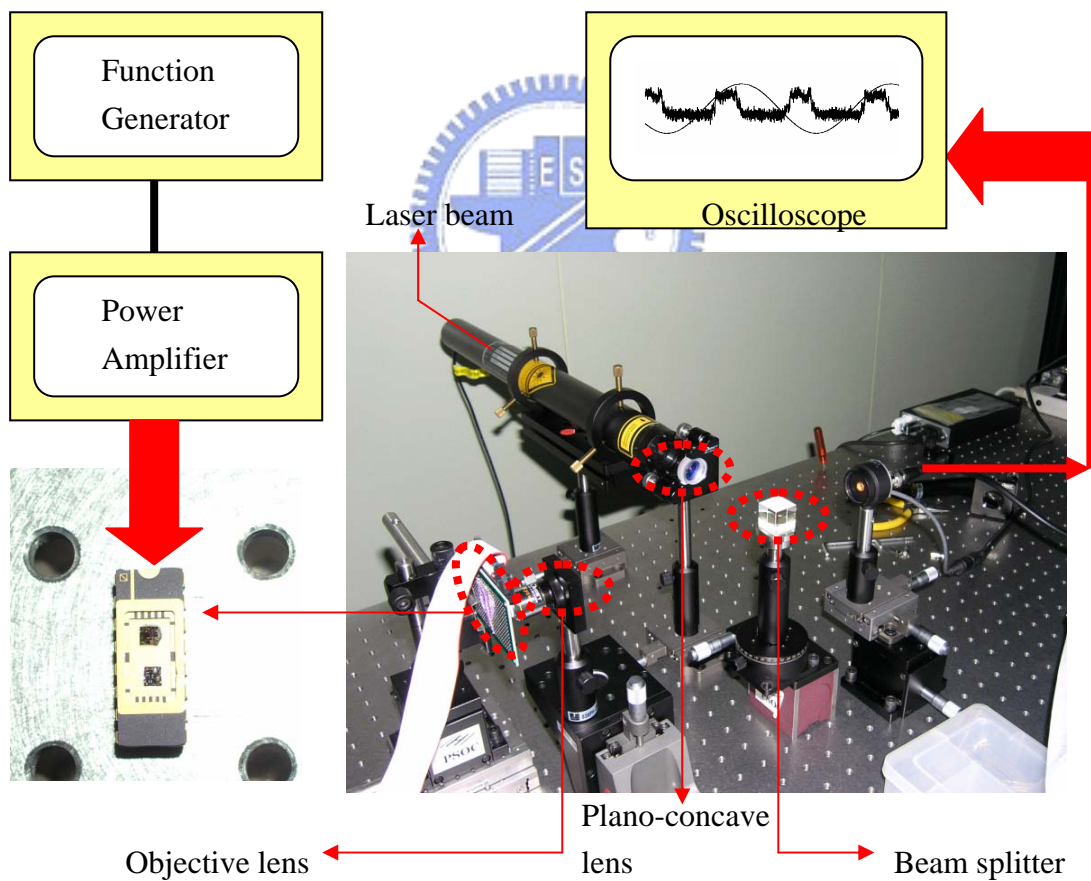 Function
Generator
Power
Amplifier
Laser beam
Oscilloscope
E S
PSOC
Objective lens
Plano-concave
lens
Beam splitter